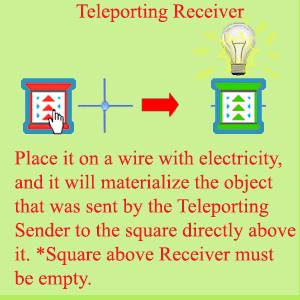 Teleporting Receiver
Place it on a wire with electricity,
and it will materialize the object
that was sent by the Teleporting
Sender to the square directly above
it. *Square above Receiver must
be empty.